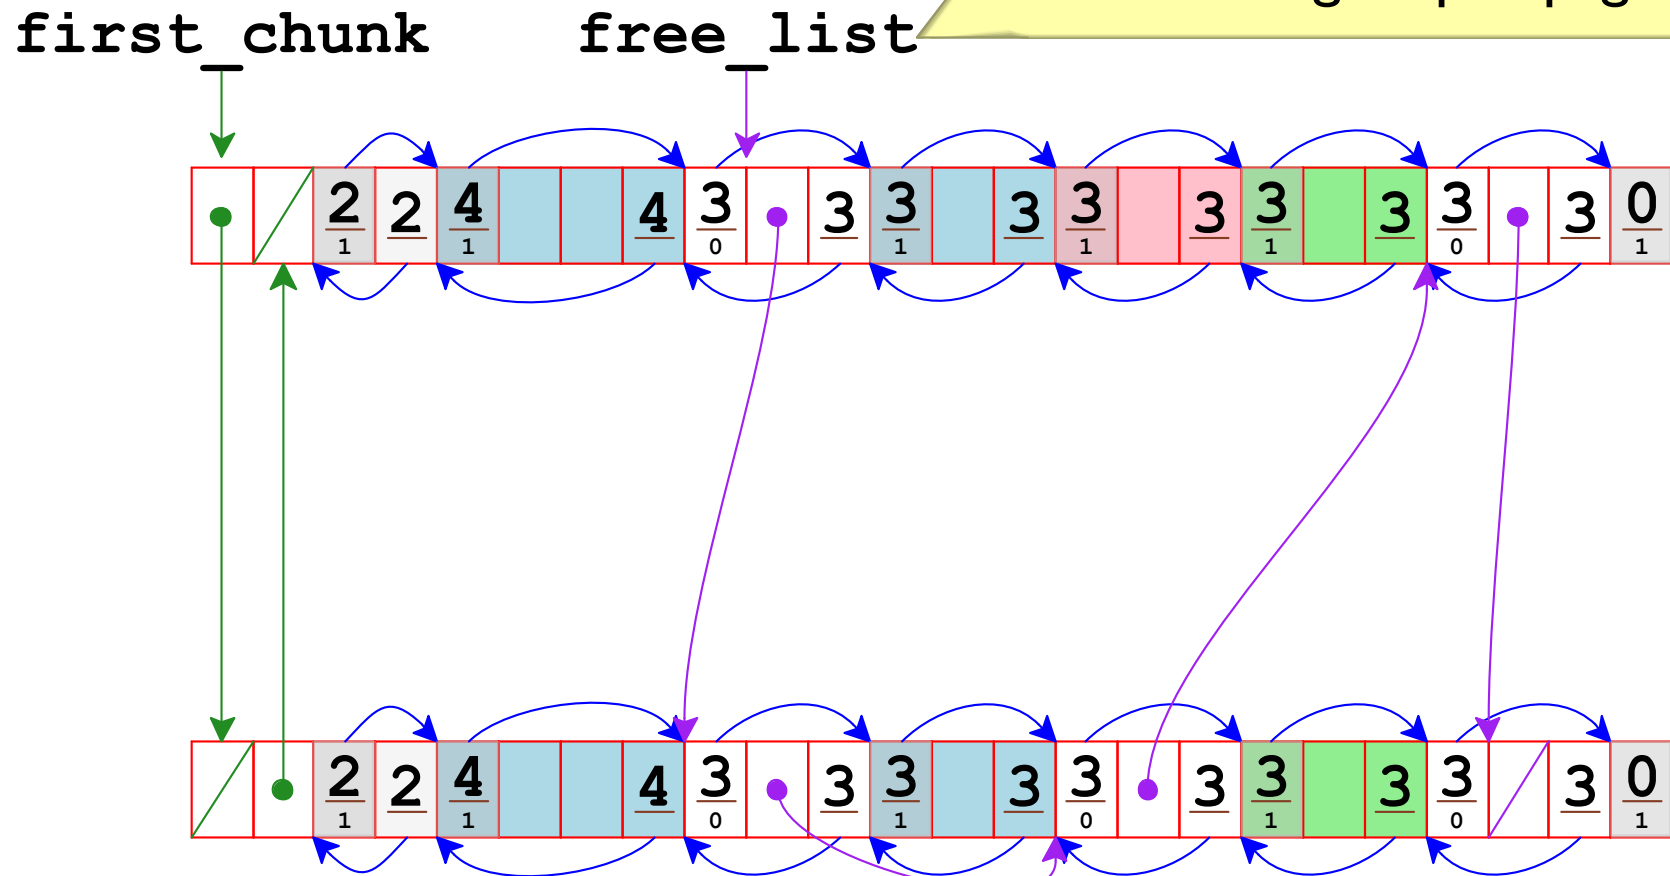 first_chunk free_list
2 2 4 4 3 3 3 3 3 3 3 3 3 3 0
1 1 0 1 1 1 0 1
2 2 4 4 3 3 3 3 3 3 3 3 3 3 0
1 1 0 1 0 1 0 1